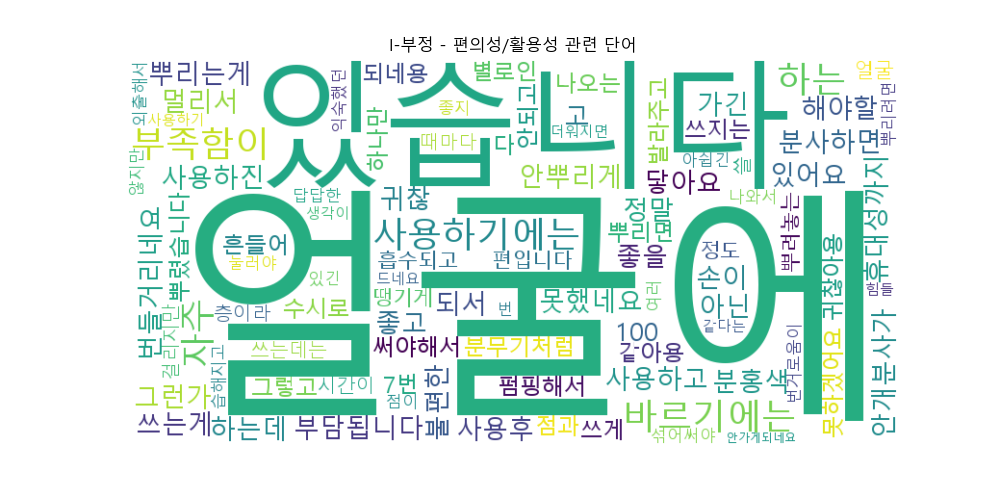 I-부정 - 편의성/활용성 관련 단어
외출해서
뿌리는게
익숙했던
있습니다
되네용
별로인
나오는
하는
얼굴
멀리서
좋지
안되고
고
발라주고
가긴
해야할
뿌리려면
사용하기
부족함이
하나만
때마다
다
더워지면
쓰지는
분사하면
않지만
사용하진
안뿌리게
아쉽긴
쓸
닿아요
있어요
답답한
귀찮
생각이
얼굴에
정말
나와서
뿌려놓는
휴대성까지
번들거리네요
뿌렸습니다
흔들어
사용하기에는
뿌리면
좋을
정도
눌러야
흡수되고
편입니다
손이
귀찮아용
있긴
드네요
힘들
걸리지만
자주
층이라
수시로
땡기게
되서
번
못했네요
여러
아닌
같다는
좋고
100
쓰는데는
써야해서
분무기처럼
같아용
번거로움이
습해지고
그런가
그렇고
시간이
7번
점이
편한
펌핑해서
사용하고
분홍색
못하겠어요
안개분사가
쓰는게
하는데
부담됩니다
불
사용후
점과
쓰게
바르기에는
섞어써야
안가게되네요